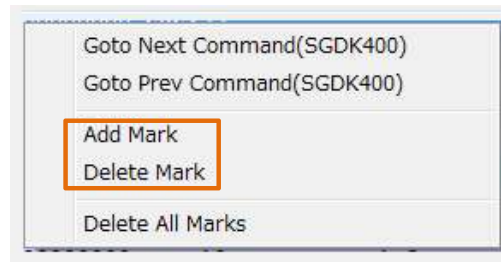 Goto Next Command(SGDK400)
Goto Prev Command(SGDK400)
Add Mark
Delete Mark
Delete All Marks